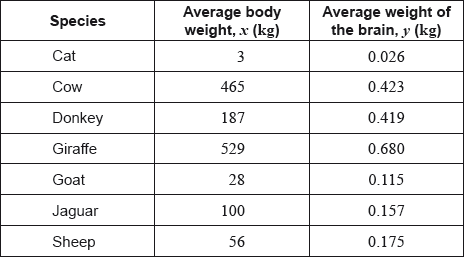 Species
Average body
weight, x (kg)
Average weight of
the brain, y (kg)
Cat 3 0.026
Cow 465 0.423
Donkey 187 0.419
Giraffe 529 0.680
Goat 28 0.115
Jaguar 100 0.157
Sheep 56 0.175